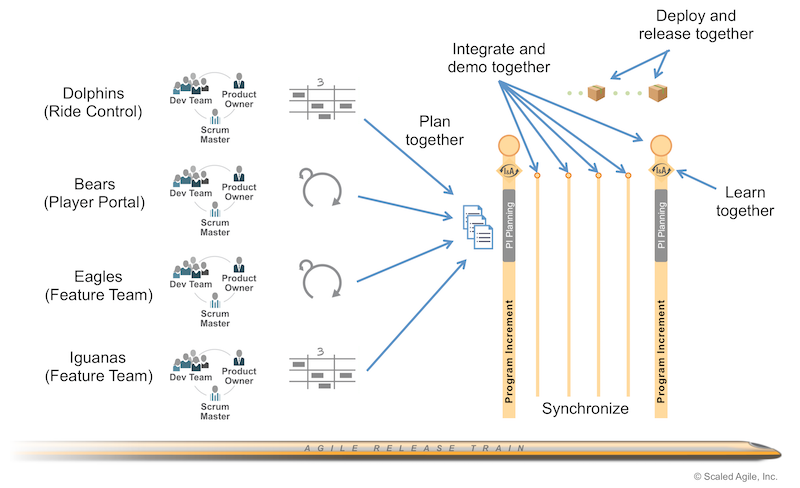 Deploy and
release together
Integrate and
demo together
Dolphins
(Ride Control)
Dev Team
Product
Owner
Scrum
Master
3
Plan
together
Bears
(Player Portal)
Dev Team
Product
Owner
Scrum
Master
I&A
I&A
Learn
together
PI Planning
PI Planning
Eagles
(Feature Team)
Dev Team
Product
Owner
Scrum
Master
Iguanas
(Feature Team)
Dev Team
Product
Owner
Scrum
Master
3
Program Increment
Program Increment
Synchronize
AGILE RELEASE TRAIN
© Scaled Agile, Inc.